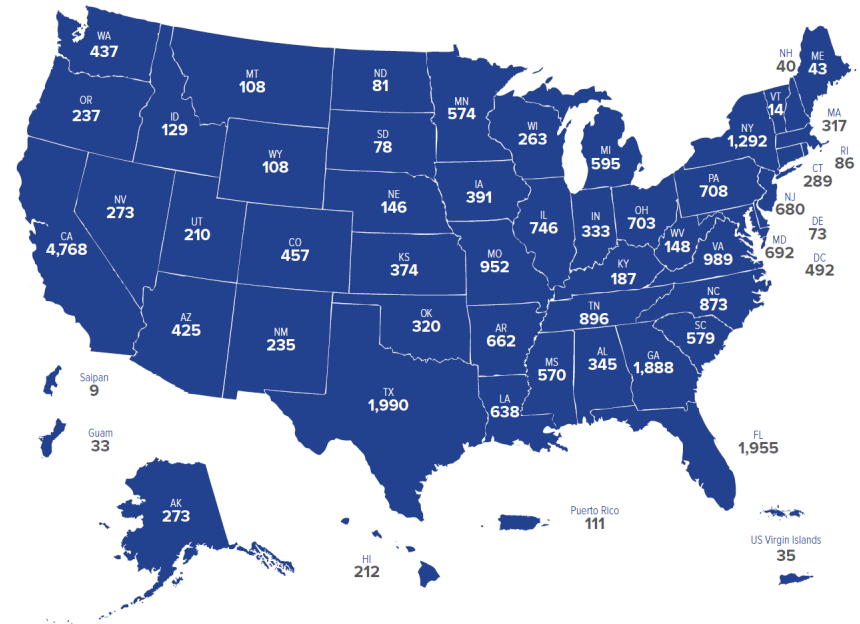 WA
437
OR
237
ID
129
MT
108
ND
81
MN
574
WI
263
MI
595
NY
1,292
VT
14
NH
40
ME
43
MA
317
RI
86
CT
289
NJ
680
DE
73
MD
692
DC
492
PA
708
SD
78
WY
108
NE
146
IA
391
IL
746
IN
333
OH
703
WV
148
VA
989
NV
273
UT
210
CO
457
KS
374
MO
952
KY
187
CA
4,768
AZ
425
NM
235
OK
320
AR
662
TN
896
NC
873
SC
579
MS
570
AL
345
GA
1,888
TX
1,990
LA
638
FL
1,955
Saipan
9
Guam
33
AK
273
HI
212
Puerto Rico
111
US Virgin Islands
35